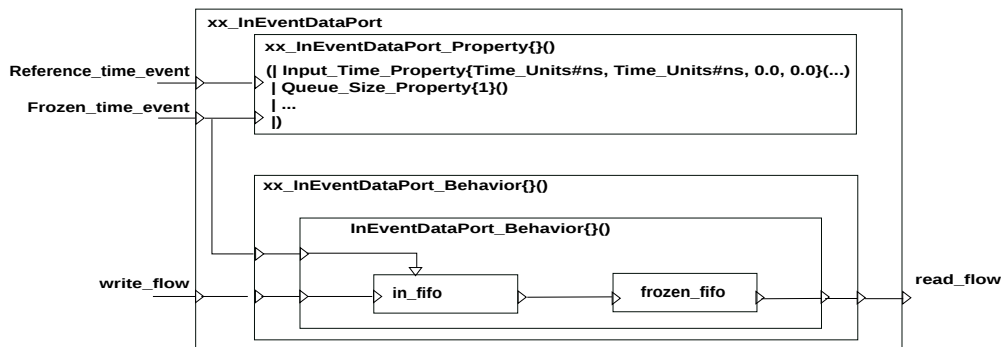 xx_InEventDataPort
xx_InEventDataPort_Property{}()
Reference_time_event
(| Input_Time_Property{Time_Units#ns, Time_Units#ns, 0.0, 0.0}(...)
| Queue_Size_Property{1}()
Frozen_time_event
| ...
|)
xx_InEventDataPort_Behavior{}()
InEventDataPort_Behavior{}()
write_flow
in_fifo
frozen_fifo
read_flow